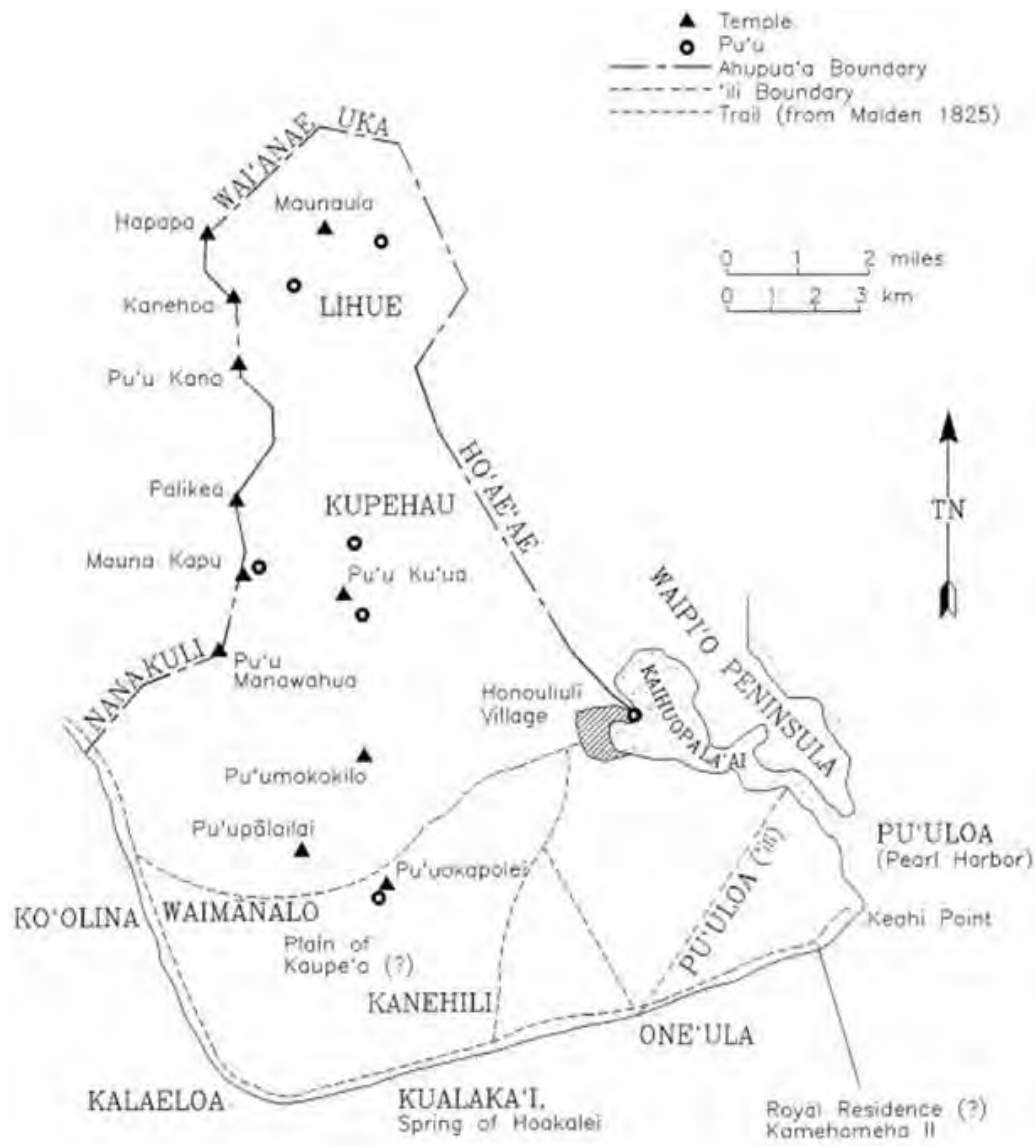 Temple
Pu'u
Ahupua'a Boundary
'ili Boundary
Trail (from Malden 1825)
WAI'ANAE UKA
Hapapa
Maunaula
Kanehoa
LIHUE
0 1 2 miles
0 1 2 3 km
Pu'u Kano
HO'AE'AE
Palikea
KUPEHAU
TN
Mauna Kapu
Pu'u Ku'ua
WAIPI'O PENINSULA
NANAKULI
Pu'u
Manawahua
Honouliuli
Village
KAIHUOPALA'AI
Pu'umokokilo
Pu'upālailai
PU'ULOA
(Pearl Harbor)
Pu'uokapolei
PU'ULOA ('ili)
KO'OLINA
WAIMĀNALO
Keahi Point
Plain of
Kaupe'a (?)
KANEHILI
ONE'ULA
KALAELOA
KUALAKA'I,
Spring of Hoakalei
Royal Residence (?)
Kamehameha II